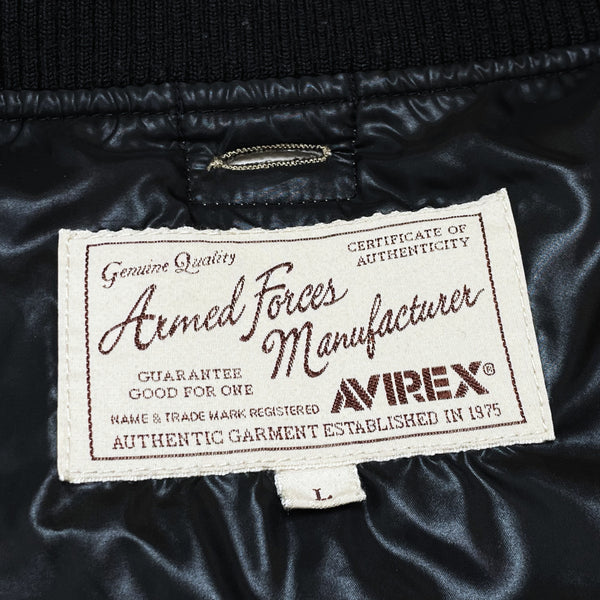 Genuine Quality
CERTIFICATE OF
AUTHENTICITY
Armed Forces
Manufacturer
GUARANTEE
GOOD FOR ONE
AVIREX®
NAME & TRADE MARK REGISTERED
AUTHENTIC GARMENT ESTABLISHED IN 1975
L